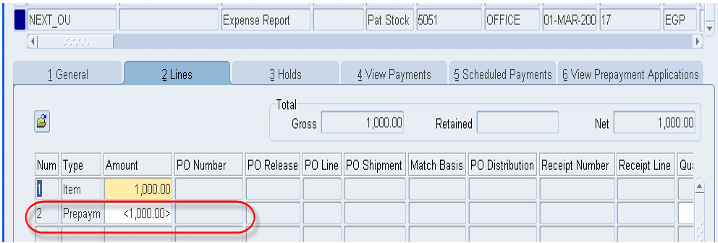 NEXT_OU Expense Report Pat Stock 5051 OFFICE 01-MAR-200 17 EGP
1 General 2 Lines 3 Holds 4 View Payments 5 Scheduled Payments 6 View Prepayment Applications
Total
Gross 1,000.00 Retained Net 1,000.00
Num Type Amount PO Number PO Release PO Line PO Shipment Match Basis PO Distribution Receipt Number Receipt Line Qu
1 Item 1,000.00
2 Prepaym <1,000.00>